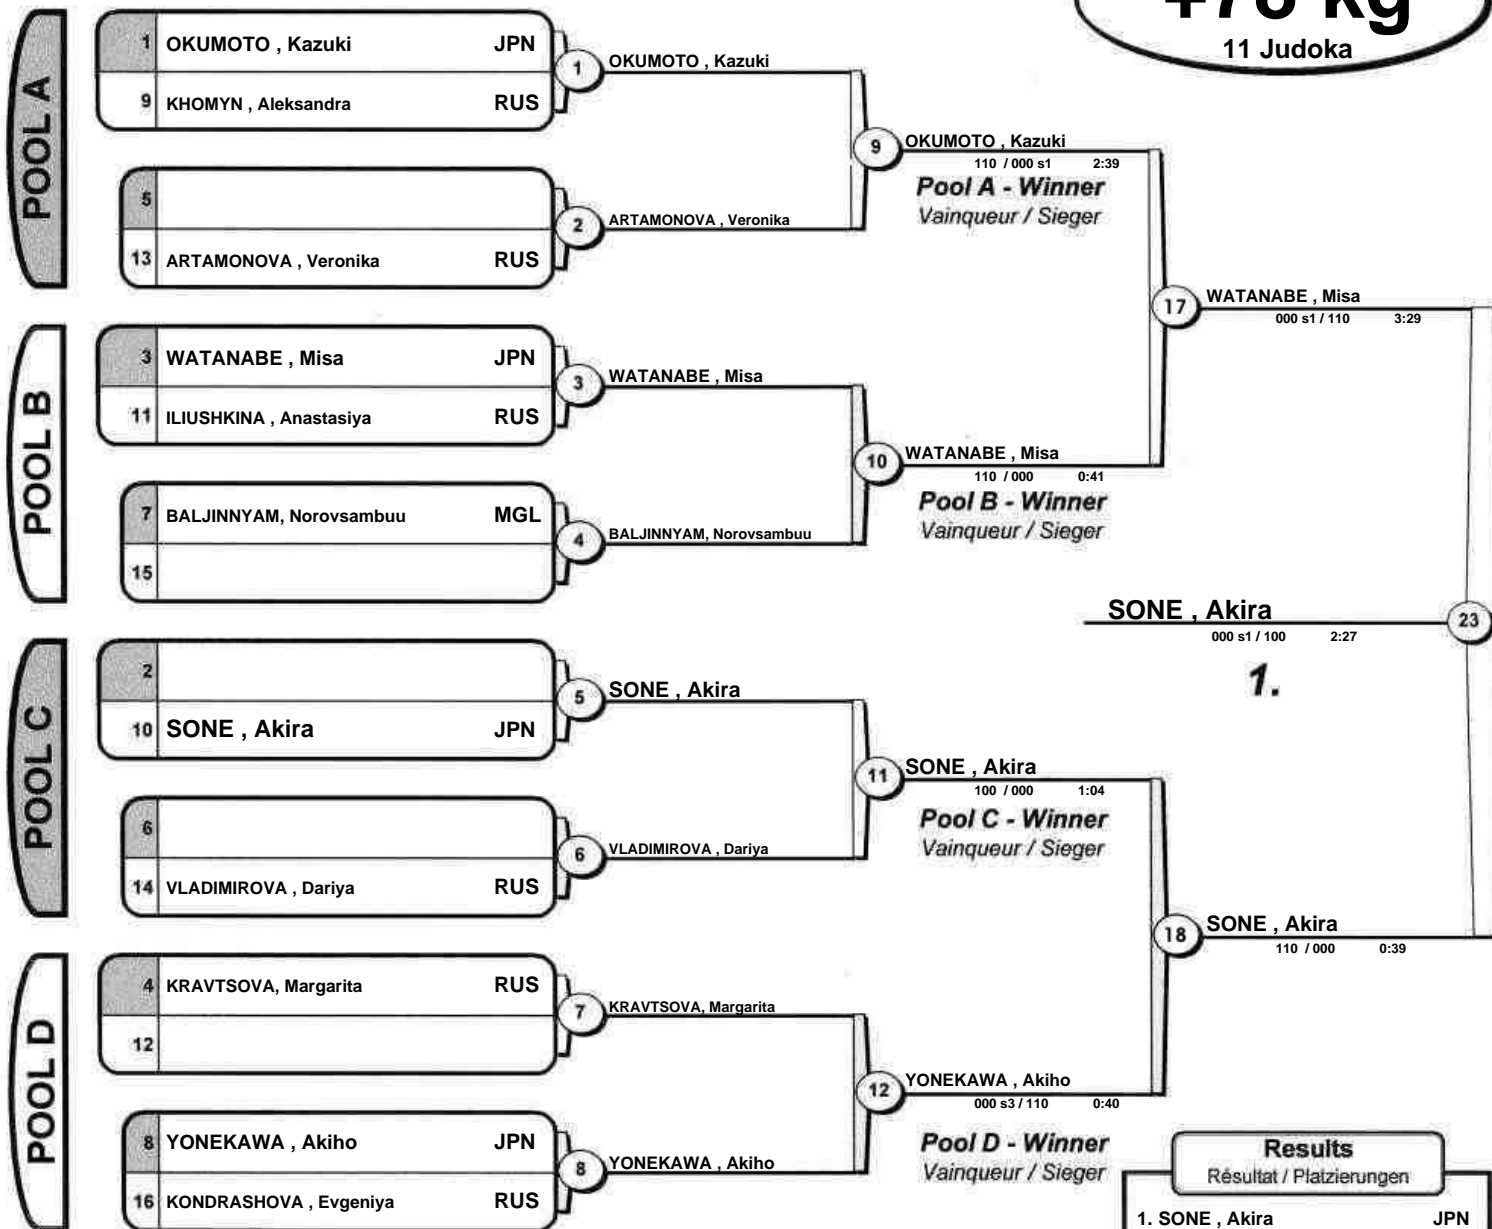 +78 kg
11 Judoka
POOL A
1 OKUMOTO , Kazuki JPN
9 KHOMYN , Aleksandra RUS
1 OKUMOTO , Kazuki
5
13 ARTAMONOVA , Veronika RUS
2 ARTAMONOVA , Veronika
9 OKUMOTO , Kazuki
110 / 000 s1 2:39
Pool A - Winner
Vainqueur / Sieger
POOL B
3 WATANABE , Misa JPN
11 ILIUSHKINA , Anastasiya RUS
3 WATANABE , Misa
7 BALJINNYAM, Norovsambuu MGL
15
4 BALJINNYAM, Norovsambuu
10 WATANABE , Misa
110 / 000 0:41
Pool B - Winner
Vainqueur / Sieger
17 WATANABE , Misa
000 s1 / 110 3:29
SONE , Akira 23
000 s1 / 100 2:27
1.
POOL C
2
10 SONE , Akira JPN
5 SONE , Akira
6
14 VLADIMIROVA , Dariya RUS
6 VLADIMIROVA , Dariya
11 SONE , Akira
100 / 000 1:04
Pool C - Winner
Vainqueur / Sieger
18 SONE , Akira
110 / 000 0:39
POOL D
4 KRAVTSOVA, Margarita RUS
12
7 KRAVTSOVA, Margarita
8 YONEKAWA , Akiho JPN
16 KONDRASHOVA , Evgeniya RUS
8 YONEKAWA , Akiho
12 YONEKAWA , Akiho
000 s3 / 110 0:40
Pool D - Winner
Vainqueur / Sieger
Results
Résultat / Platzierungen
1. SONE , Akira JPN